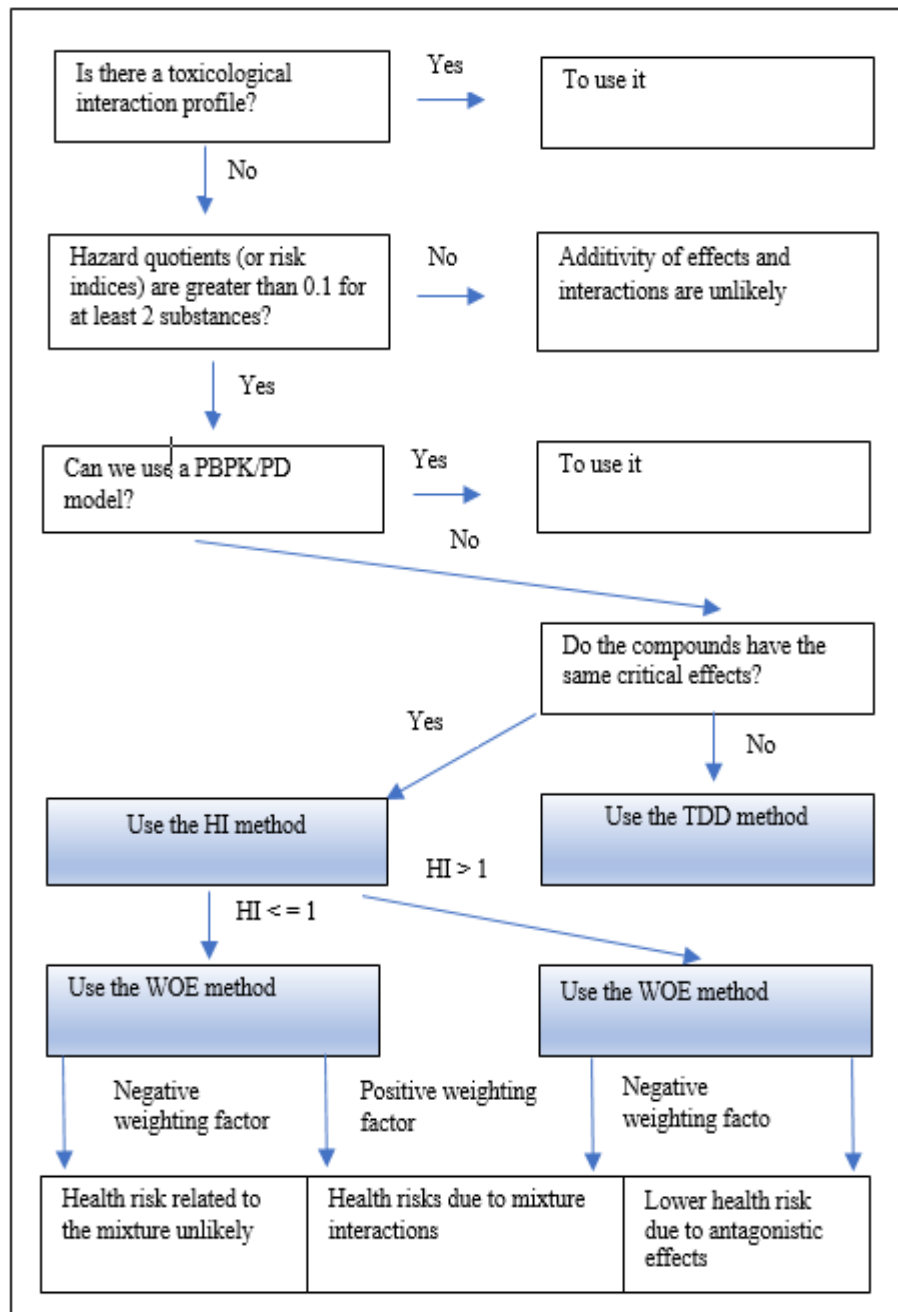 Is there a toxicological
interaction profile?
Yes
To use it
No
Hazard quotients (or risk
indices) are greater than 0.1 for
at least 2 substances?
No
Additivity of effects and
interactions are unlikely
Yes
Can we use a PBPK/PD
model?
Yes
To use it
No
Do the compounds have the
same critical effects?
Yes
No
Use the HI method
Use the TDD method
HI > 1
HI < = 1
Use the WOE method
Use the WOE method
Negative
weighting factor
Positive weighting
factor
Negative
weighting facto
Health risk related to
the mixture unlikely
Health risks due to mixture
interactions
Lower health risk
due to antagonistic
effects